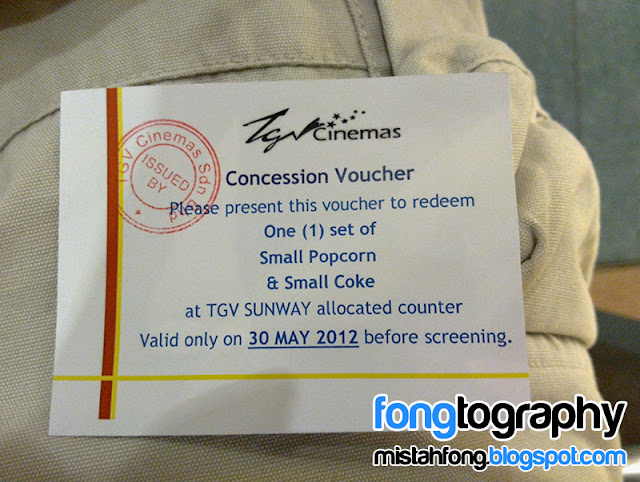 TGV Cinemas
TGV Cinemas Sdn Bhd
ISSUED
BY
Concession Voucher
Please present this voucher to redeem
One (1) set of
Small Popcorn
& Small Coke
at TGV SUNWAY allocated counter
Valid only on 30 MAY 2012 before screening.
fongtography
mistahfong.blogspot.com